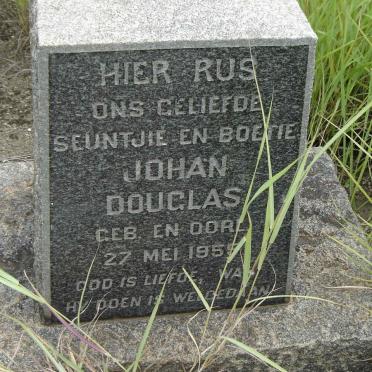 HIER RUS
ONS GELIEFDE
SEUNTJIE EN BOETIE
JOHAN
DOUGLAS
GEB. EN OORL.
27 MEI
GOD IS LIEFDE, WAT
HY DOEN IS WELGEDAAN